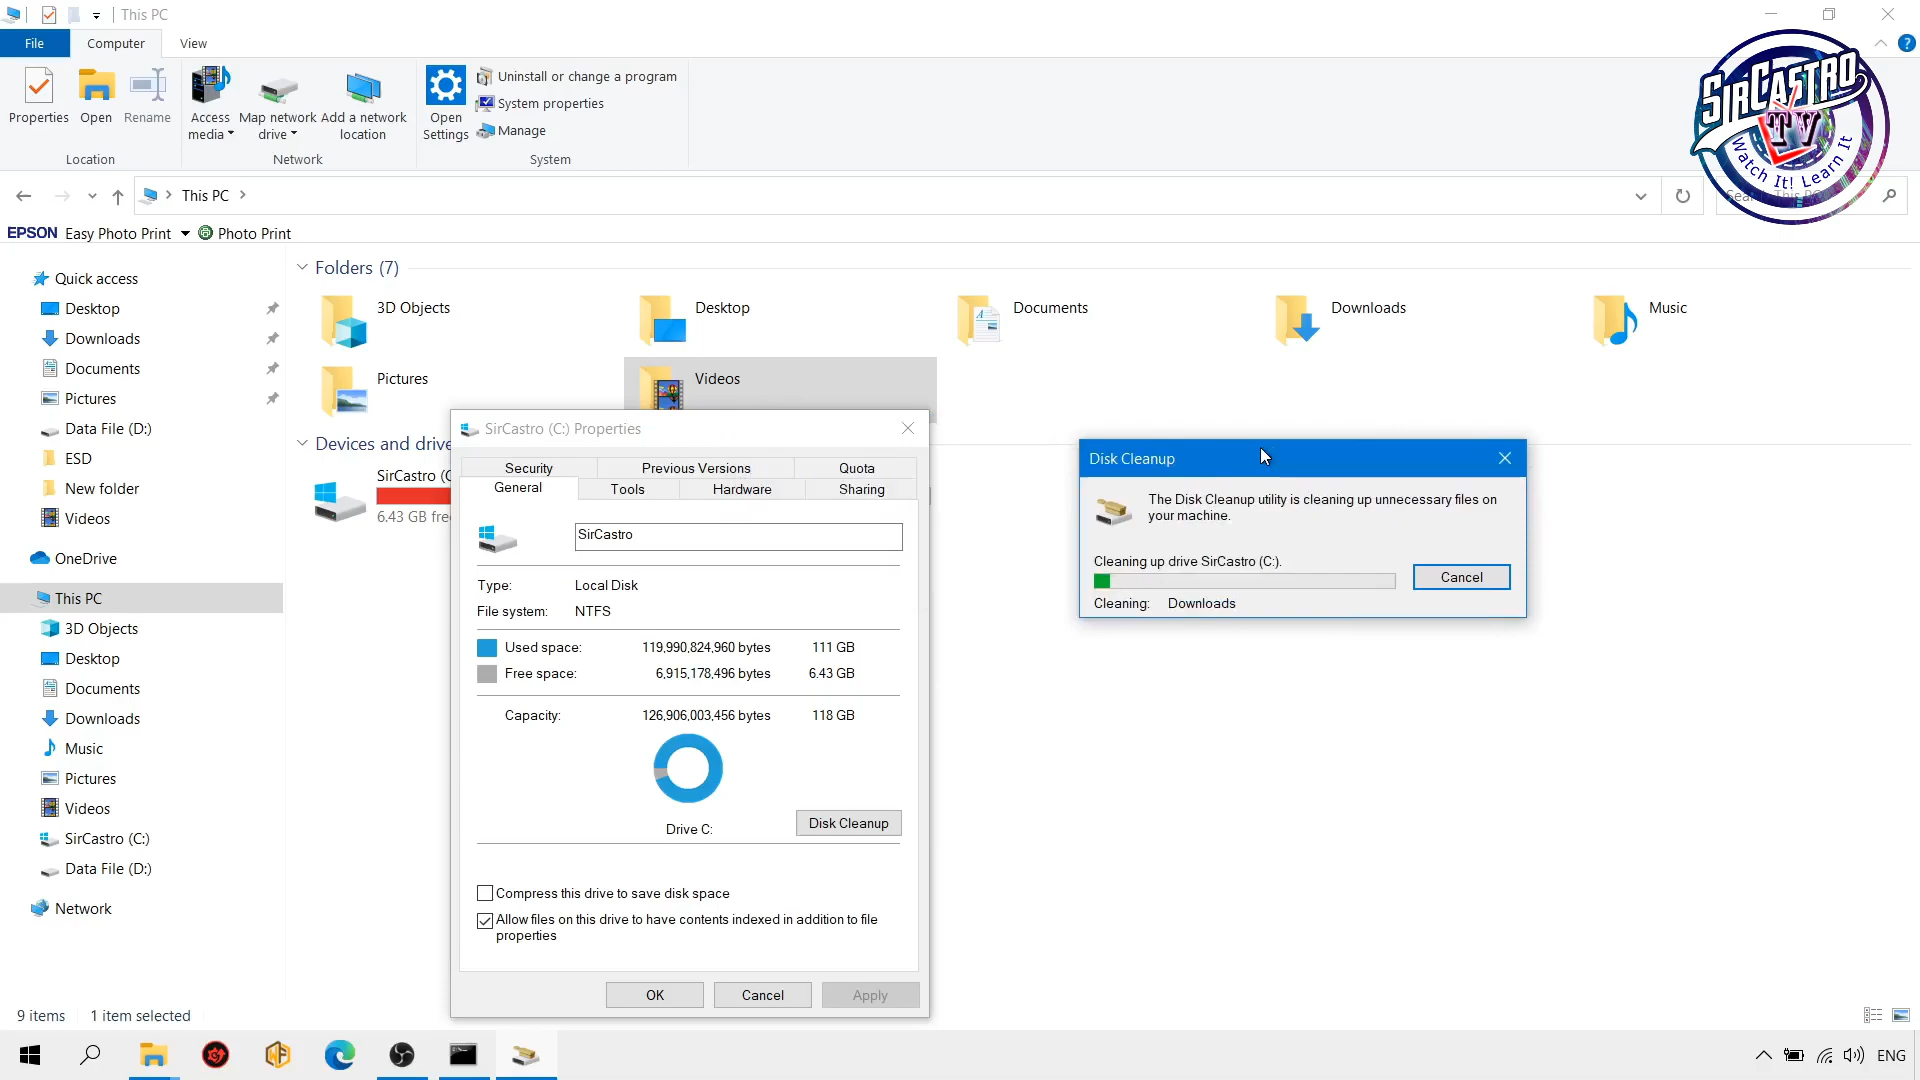 This PC
File
Computer
View
Properties
Open
Rename
Access
media
Map network
drive
Add a network
location
Open
Settings
Uninstall or change a program
System properties
Manage
Location
Network
System
SIRCASTRO
TV
Watch It! Learn It
This PC
EPSON Easy Photo Print
Photo Print
Quick access
Desktop
Downloads
Documents
Pictures
Data File (D:)
ESD
New folder
Videos
OneDrive
This PC
3D Objects
Desktop
Documents
Downloads
Music
Pictures
Videos
SirCastro (C:)
Data File (D:)
Network
Folders (7)
3D Objects
Desktop
Documents
Downloads
Music
Pictures
Videos
Devices and drive
SirCastro (C
6.43 GB fre
SirCastro (C:) Properties
Security
Previous Versions
Quota
General
Tools
Hardware
Sharing
SirCastro
Type: Local Disk
File system: NTFS
Used space: 119,990,824,960 bytes 111 GB
Free space: 6,915,178,496 bytes 6.43 GB
Capacity: 126,906,003,456 bytes 118 GB
Drive C:
Disk Cleanup
Compress this drive to save disk space
Allow files on this drive to have contents indexed in addition to file
properties
OK
Cancel
Apply
Disk Cleanup
The Disk Cleanup utility is cleaning up unnecessary files on
your machine.
Cleaning up drive SirCastro (C:).
Cancel
Cleaning: Downloads
9 items
1 item selected
ENG